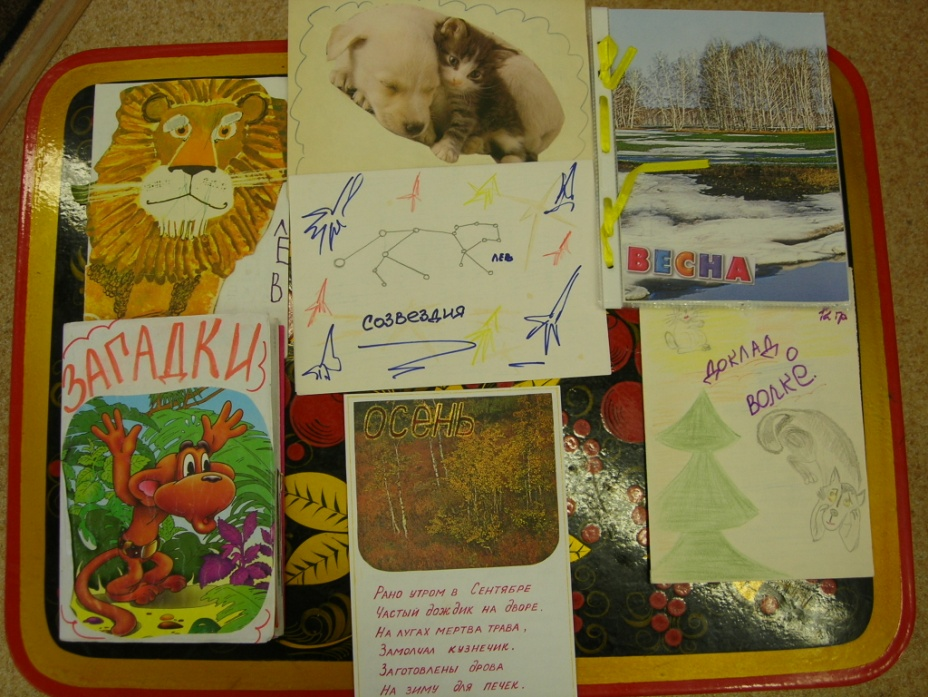 ЛЕВ
ЛЕВ
СОЗВЕЗДИЯ
ВЕСНА
ЗАГАДКИ
ОСЕНЬ
Рано утром в Сентябре
Частый дождик на дворе.
На лугах мертва трава,
Замолчал кузнечик.
Заготовлены дрова
На зиму для печек.
ДОКЛАД О
ВОЛКЕ.